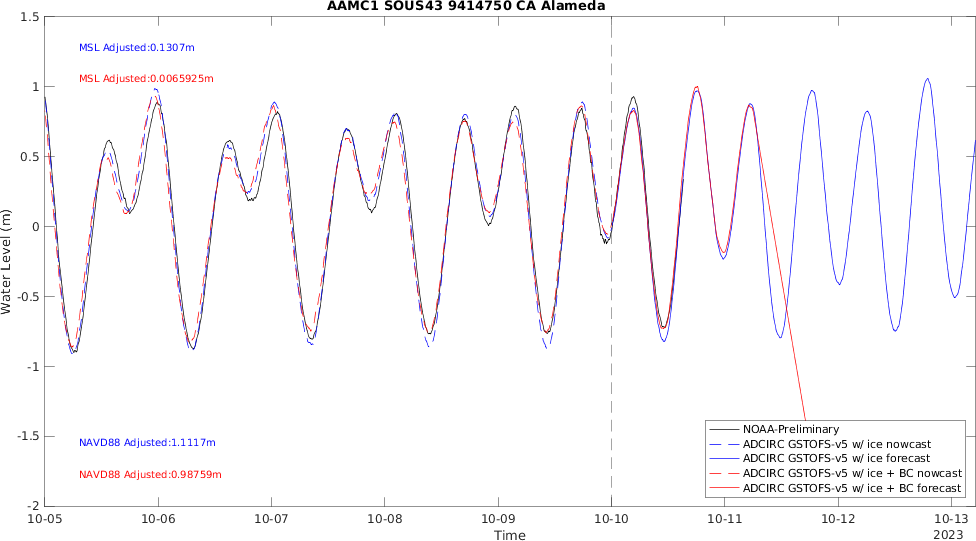 AAMC1 SOUS43 9414750 CA Alameda
1.5
1
0.5
0
-0.5
-1
-1.5
-2
Water Level (m)
MSL Adjusted:0.1307m
MSL Adjusted:0.0065925m
NAVD88 Adjusted:1.1117m
NAVD88 Adjusted:0.98759m
NOAA-Preliminary
ADCIRC GSTOFS-v5 w/ ice nowcast
ADCIRC GSTOFS-v5 w/ ice forecast
ADCIRC GSTOFS-v5 w/ ice + BC nowcast
ADCIRC GSTOFS-v5 w/ ice + BC forecast
10-05 10-06 10-07 10-08 10-09 10-10 10-11 10-12 10-13
Time
2023